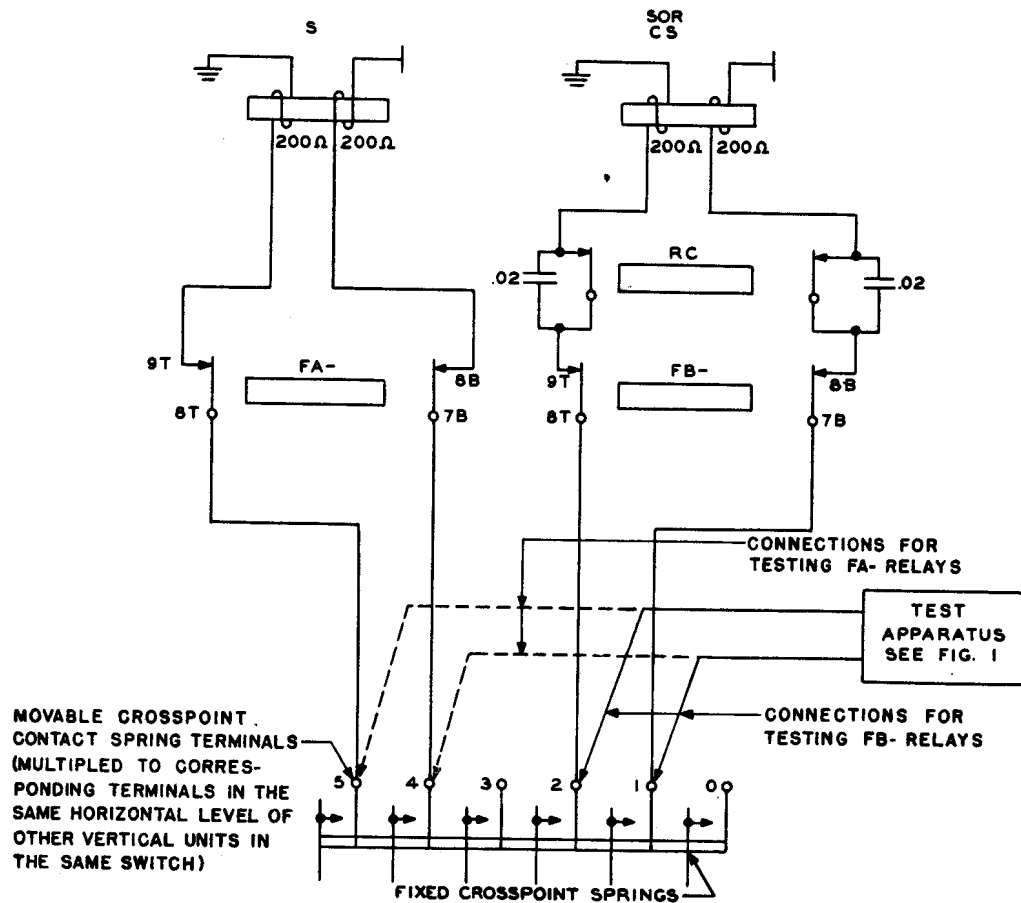 S
SOR
CS
200Ω 200Ω
200Ω 200Ω
RC
.02
.02
9T
FA-
8B
9T
FB-
8B
8T
7B
8T
7B
CONNECTIONS FOR
TESTING FA- RELAYS
TEST
APPARATUS
SEE FIG. 1
MOVABLE CROSSPOINT
CONTACT SPRING TERMINALS
(MULTIPLED TO CORRES-
PONDING TERMINALS IN THE
SAME HORIZONTAL LEVEL OF
OTHER VERTICAL UNITS IN
THE SAME SWITCH)
CONNECTIONS FOR
TESTING FB- RELAYS
5 4 3 2 1 0
FIXED CROSSPOINT SPRINGS